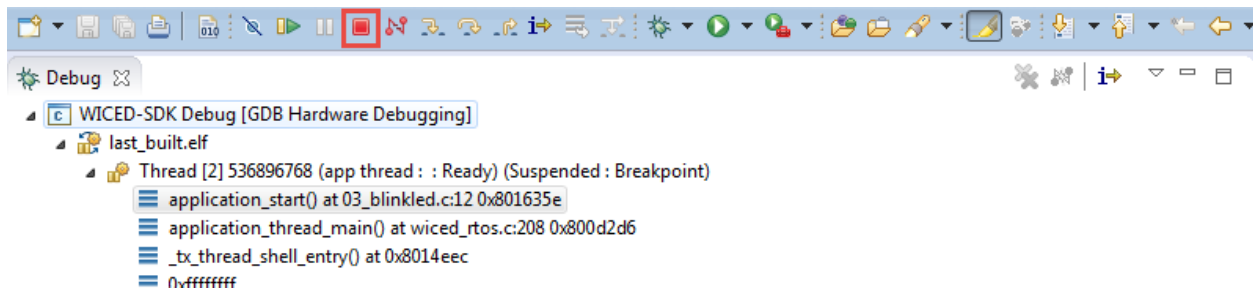 010
i
Debug
i
c WICED-SDK Debug [GDB Hardware Debugging]
last_built.elf
Thread [2] 536896768 (app thread : : Ready) (Suspended : Breakpoint)
application_start() at 03_blinkled.c:12 0x801635e
application_thread_main() at wiced_rtos.c:208 0x800d2d6
_tx_thread_shell_entry() at 0x8014eec
0xffffffff